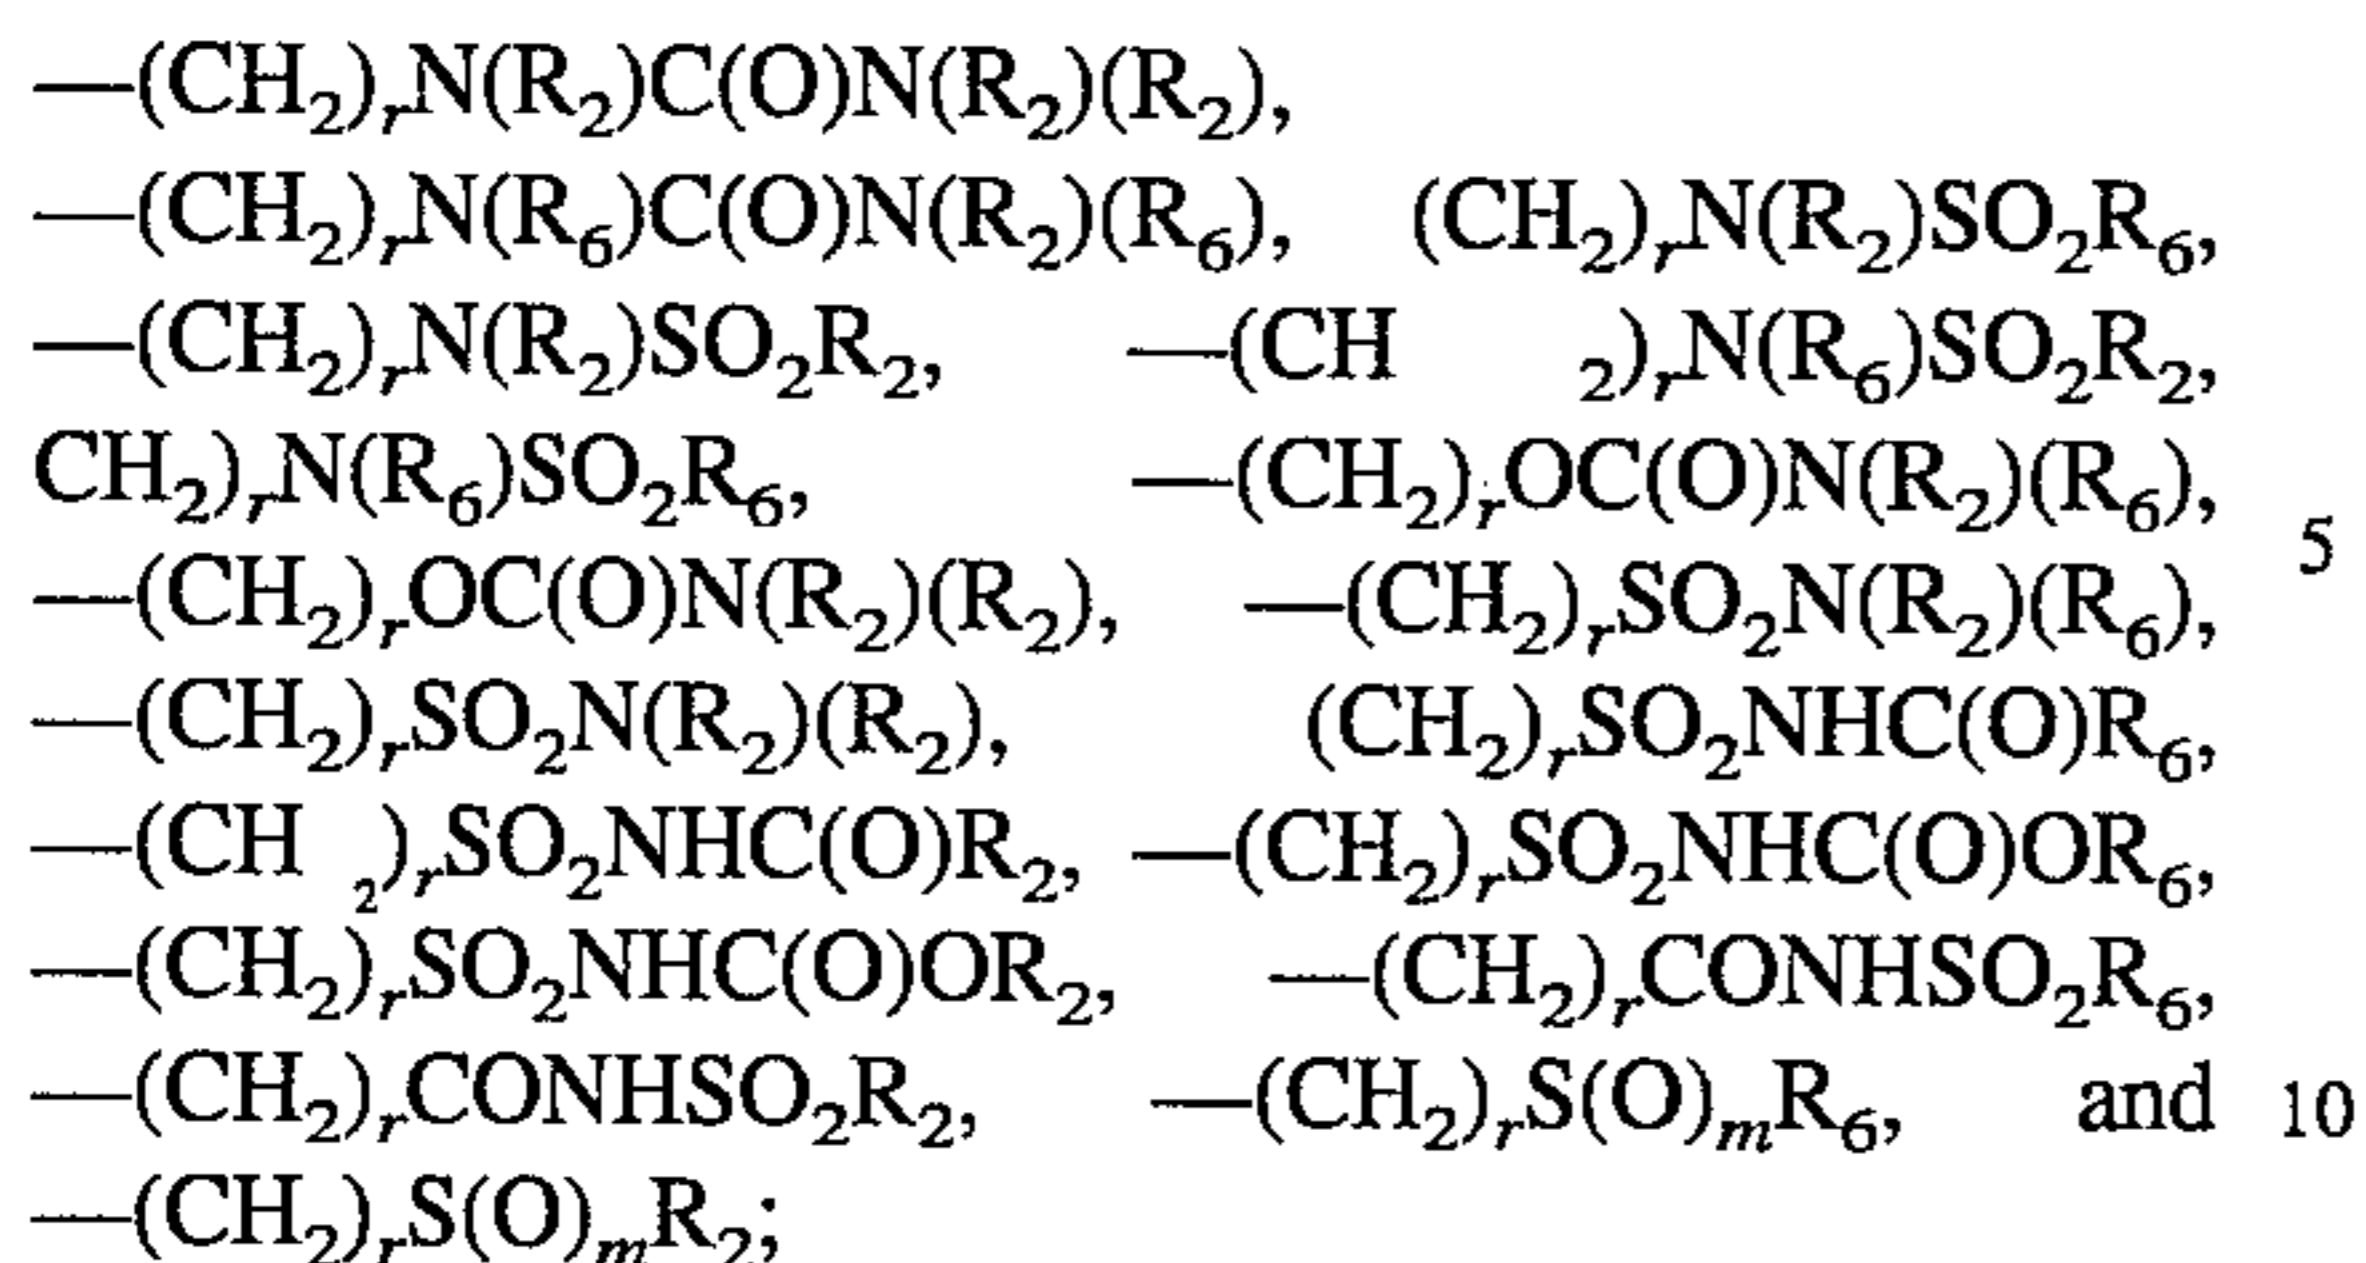 —(CH₂)ᵣN(R₂)C(O)N(R₂)(R₂),
—(CH₂)ᵣN(R₆)C(O)N(R₂)(R₆), (CH₂)ᵣN(R₂)SO₂R₆,
—(CH₂)ᵣN(R₂)SO₂R₂, —(CH ₂)ᵣN(R₆)SO₂R₂,
CH₂)ᵣN(R₆)SO₂R₆, —(CH₂)ᵣOC(O)N(R₂)(R₆), 5
—(CH₂)ᵣOC(O)N(R₂)(R₂), —(CH₂)ᵣSO₂N(R₂)(R₆),
—(CH₂)ᵣSO₂N(R₂)(R₂), (CH₂)ᵣSO₂NHC(O)R₆,
—(CH ₂)ᵣSO₂NHC(O)R₂, —(CH₂)ᵣSO₂NHC(O)OR₆,
—(CH₂)ᵣSO₂NHC(O)OR₂, —(CH₂)ᵣCONHSO₂R₆,
—(CH₂)ᵣCONHSO₂R₂, —(CH₂)ᵣS(O)ₘR₆, and 10
—(CH₂)ᵣS(O)ₘR₂;